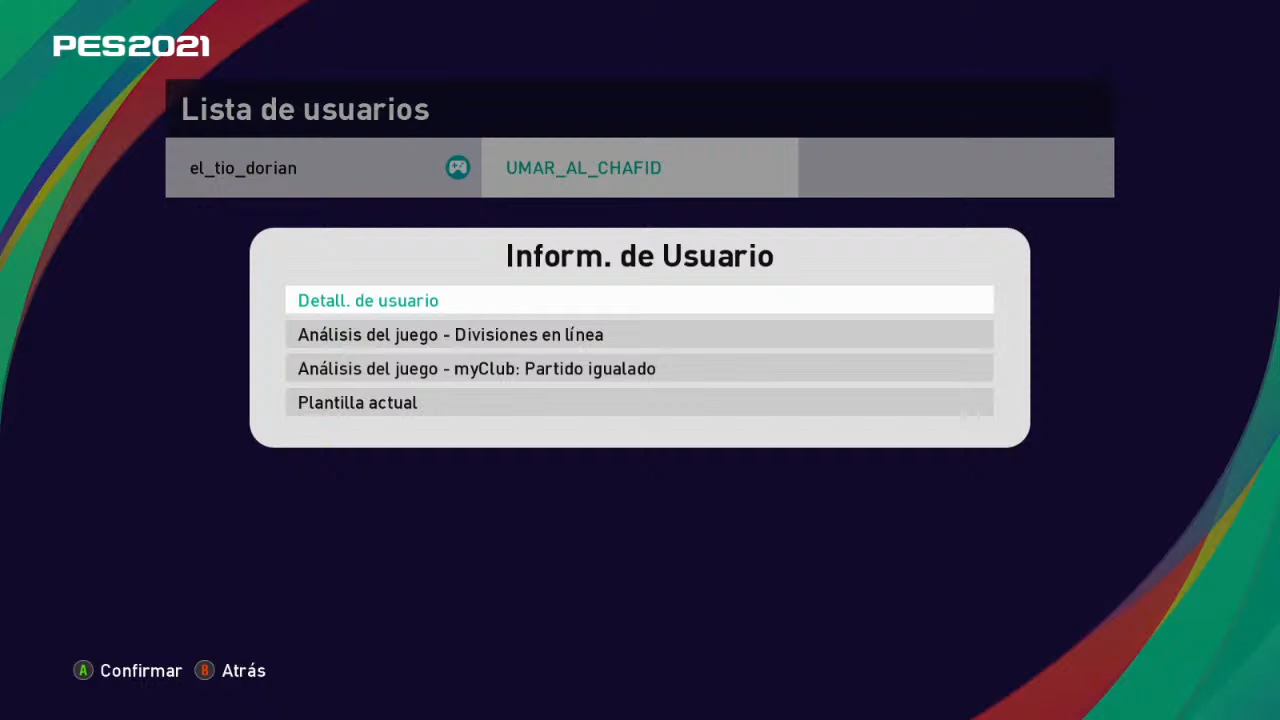 PES2021
Lista de usuarios
el_tio_dorian
UMAR_AL_CHAFID
Inform. de Usuario
Detall. de usuario
Análisis del juego - Divisiones en línea
Análisis del juego - myClub: Partido igualado
Plantilla actual
A Confirmar B Atrás